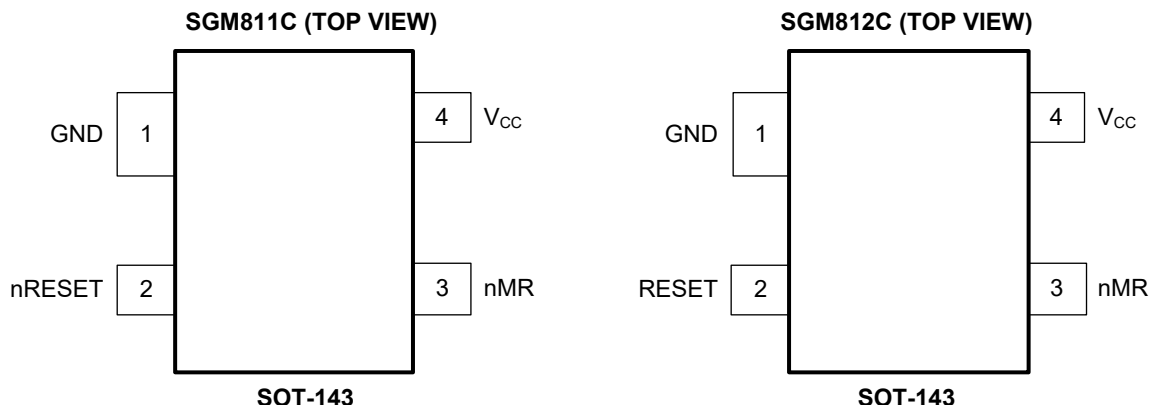 SGM811C (TOP VIEW)
GND 1 4 VCC
nRESET 2 3 nMR
SOT-143
SGM812C (TOP VIEW)
GND 1 4 VCC
RESET 2 3 nMR
SOT-143